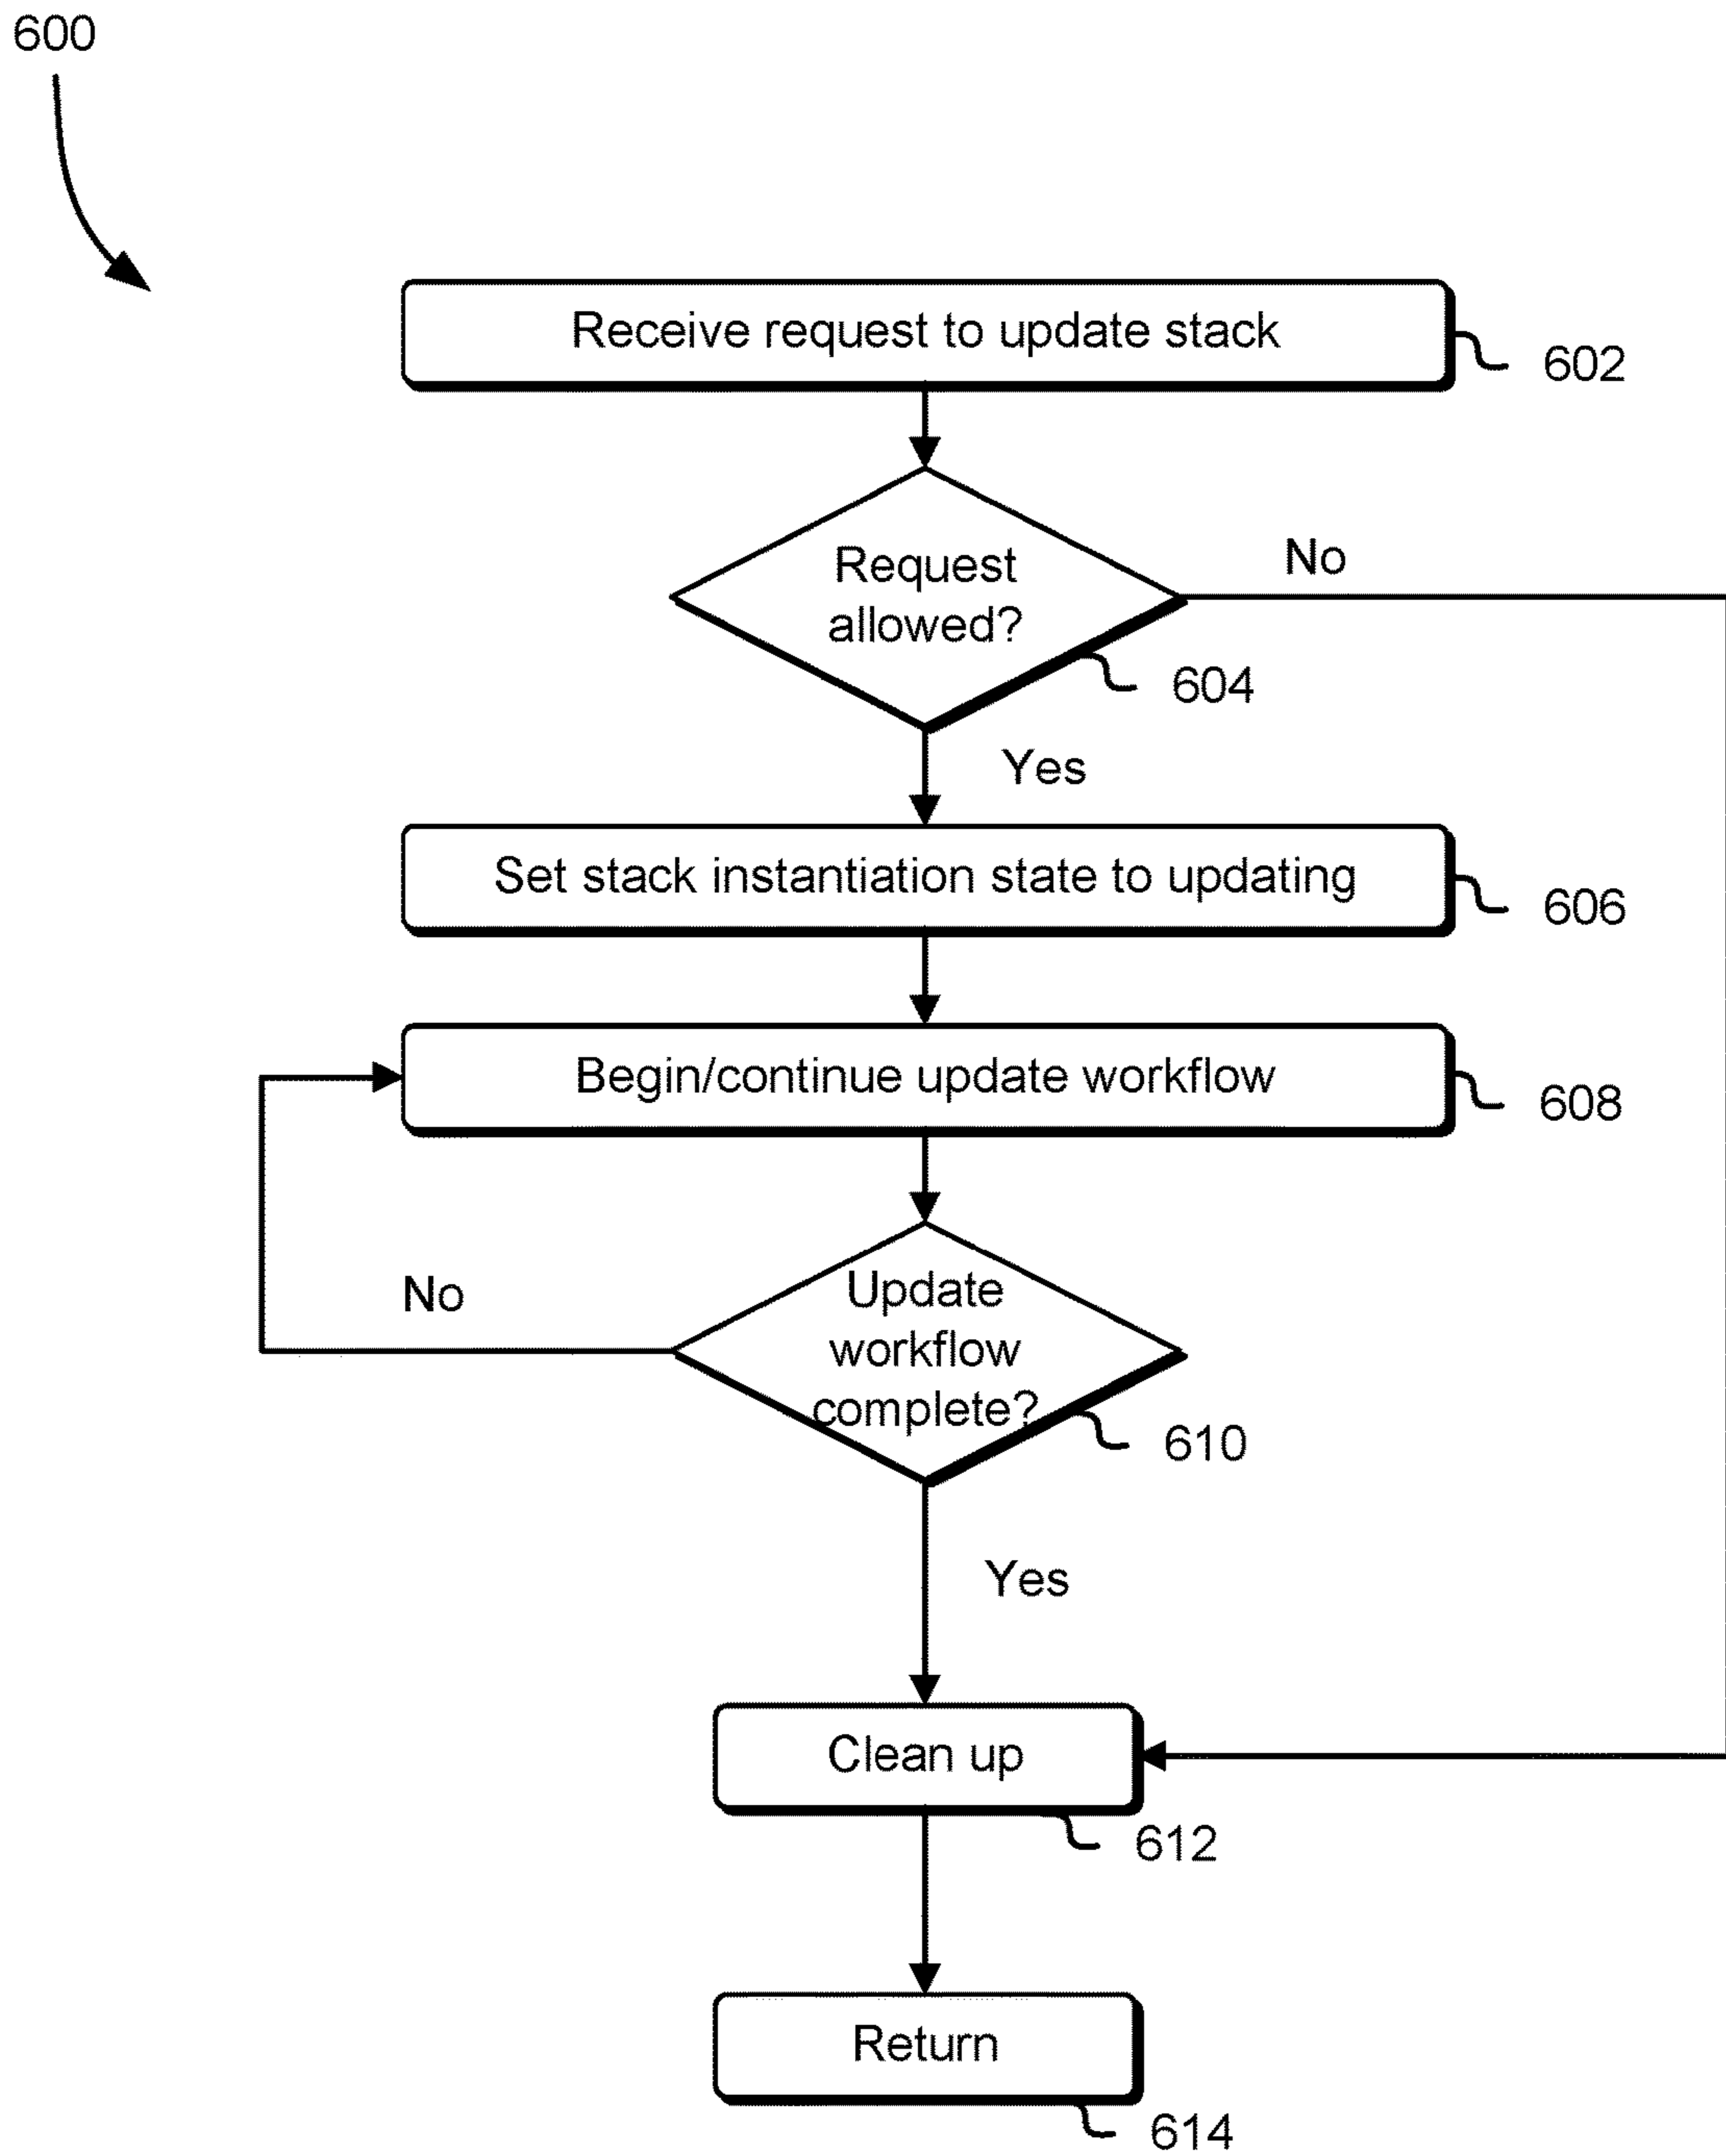 600
Receive request to update stack
602
Request
allowed?
No
604
Yes
Set stack instantiation state to updating
606
Begin/continue update workflow
608
No
Update
workflow
complete?
610
Yes
Clean up
612
Return
614